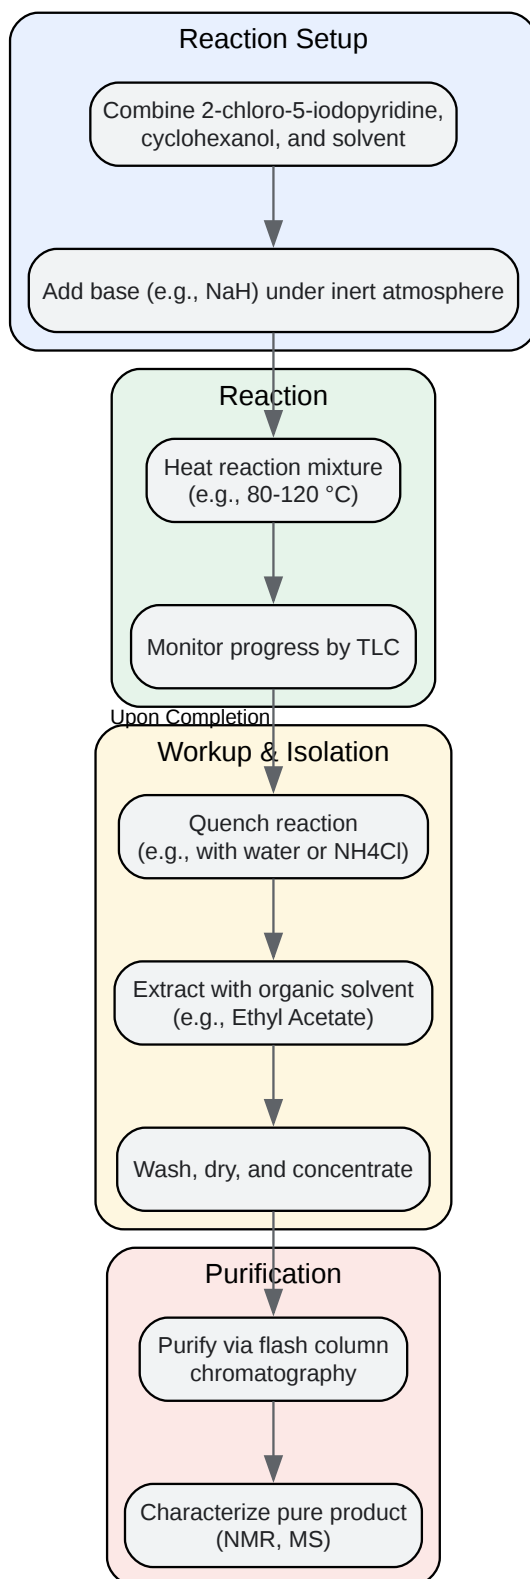 Reaction Setup
Combine 2-chloro-5-iodopyridine,
cyclohexanol, and solvent
Add base (e.g., NaH) under inert atmosphere
Reaction
Heat reaction mixture
(e.g., 80-120 °C)
Monitor progress by TLC
Upon Completion
Workup & Isolation
Quench reaction
(e.g., with water or NH4Cl)
Extract with organic solvent
(e.g., Ethyl Acetate)
Wash, dry, and concentrate
Purification
Purify via flash column
chromatography
Characterize pure product
(NMR, MS)